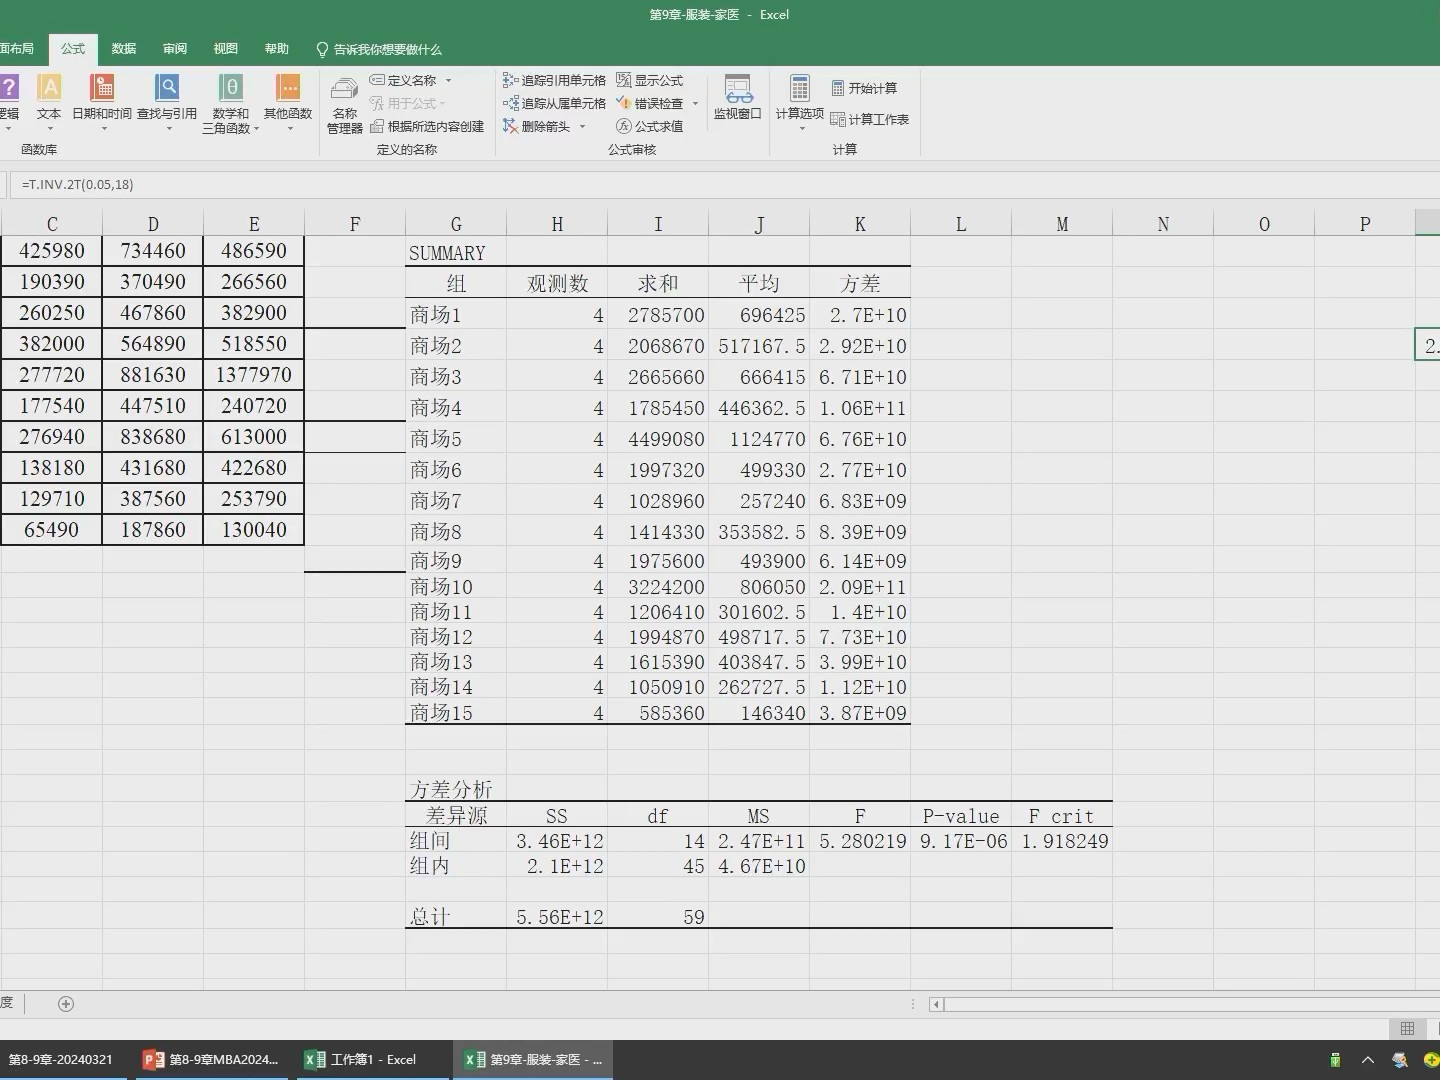 第9章-服装-家医 - Excel
面布局 公式 数据 审阅 视图 帮助 告诉我你想要做什么
逻辑 文本 日期和时间 查找与引用 数学和三角函数 其他函数 名称管理器 定义名称 用于公式 根据所选内容创建 追踪引用单元格 追踪从属单元格 删除箭头 显示公式 错误检查 公式求值 监视窗口 计算选项 开始计算 计算工作表
函数库 定义的名称 公式审核 计算
=T.INV.2T(0.05,18)
C D E F G H I J K L M N O P
425980 734460 486590 SUMMARY
190390 370490 266560 组 观测数 求和 平均 方差
260250 467860 382900 商场1 4 2785700 696425 2.7E+10
382000 564890 518550 商场2 4 2068670 517167.5 2.92E+10 2.
277720 881630 1377970 商场3 4 2665660 666415 6.71E+10
177540 447510 240720 商场4 4 1785450 446362.5 1.06E+11
276940 838680 613000 商场5 4 4499080 1124770 6.76E+10
138180 431680 422680 商场6 4 1997320 499330 2.77E+10
129710 387560 253790 商场7 4 1028960 257240 6.83E+09
65490 187860 130040 商场8 4 1414330 353582.5 8.39E+09
商场9 4 1975600 493900 6.14E+09
商场10 4 3224200 806050 2.09E+11
商场11 4 1206410 301602.5 1.4E+10
商场12 4 1994870 498717.5 7.73E+10
商场13 4 1615390 403847.5 3.99E+10
商场14 4 1050910 262727.5 1.12E+10
商场15 4 585360 146340 3.87E+09
方差分析
差异源 SS df MS F P-value F crit
组间 3.46E+12 14 2.47E+11 5.280219 9.17E-06 1.918249
组内 2.1E+12 45 4.67E+10
总计 5.56E+12 59
度
第8-9章-20240321 第8-9章MBA2024... 工作簿1 - Excel 第9章-服装-家医 - ...